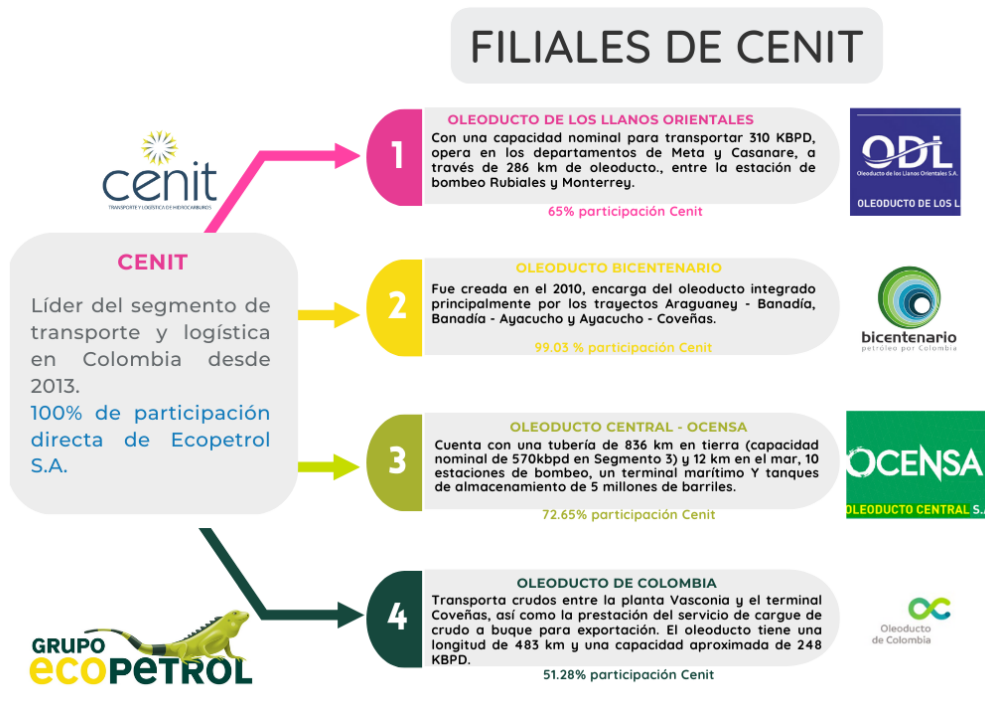 FILIALES DE CENIT
cenit
TRANSPORTE Y LOGÍSTICA DE HIDROCARBUROS
CENIT
Líder del segmento de
transporte y logística
en Colombia desde
2013.
100% de participación
directa de Ecopetrol
S.A.
GRUPO
ecoPETROL
1
OLEODUCTO DE LOS LLANOS ORIENTALES
Con una capacidad nominal para transportar 310 KBPD,
opera en los departamentos de Meta y Casanare, a
través de 286 km de oleoducto., entre la estación de
bombeo Rubiales y Monterrey.
65% participación Cenit
ODL
Oleoducto de los Llanos Orientales S.A.
OLEODUCTO DE LOS L
2
OLEODUCTO BICENTENARIO
Fue creada en el 2010, encarga del oleoducto integrado
principalmente por los trayectos Araguaney - Banadía,
Banadía - Ayacucho y Ayacucho - Coveñas.
99.03 % participación Cenit
bicentenario
petróleo por Colombia
3
OLEODUCTO CENTRAL - OCENSA
Cuenta con una tubería de 836 km en tierra (capacidad
nominal de 570kbpd en Segmento 3) y 12 km en el mar, 10
estaciones de bombeo, un terminal marítimo Y tanques
de almacenamiento de 5 millones de barriles.
72.65% participación Cenit
OCENSA
OLEODUCTO CENTRAL S.A
4
OLEODUCTO DE COLOMBIA
Transporta crudos entre la planta Vasconia y el terminal
Coveñas, así como la prestación del servicio de cargue de
crudo a buque para exportación. El oleoducto tiene una
longitud de 483 km y una capacidad aproximada de 248
KBPD.
51.28% participación Cenit
Oleoducto
de Colombia